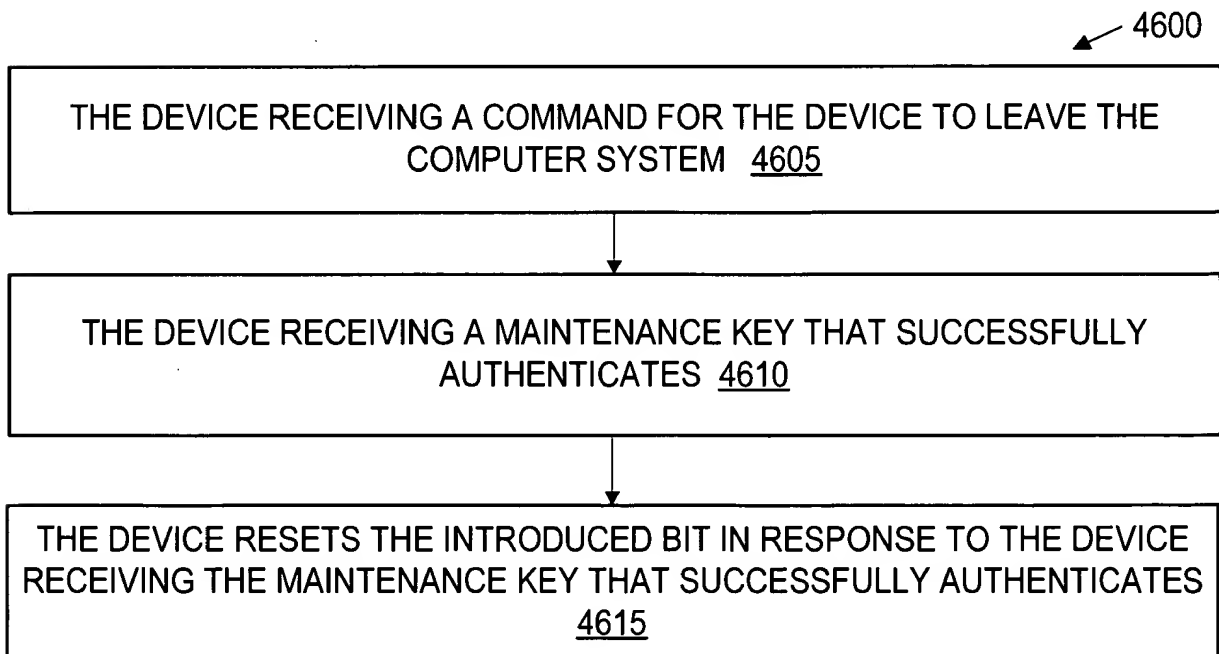 4600
THE DEVICE RECEIVING A COMMAND FOR THE DEVICE TO LEAVE THE
COMPUTER SYSTEM 4605
THE DEVICE RECEIVING A MAINTENANCE KEY THAT SUCCESSFULLY
AUTHENTICATES 4610
THE DEVICE RESETS THE INTRODUCED BIT IN RESPONSE TO THE DEVICE
RECEIVING THE MAINTENANCE KEY THAT SUCCESSFULLY AUTHENTICATES
4615